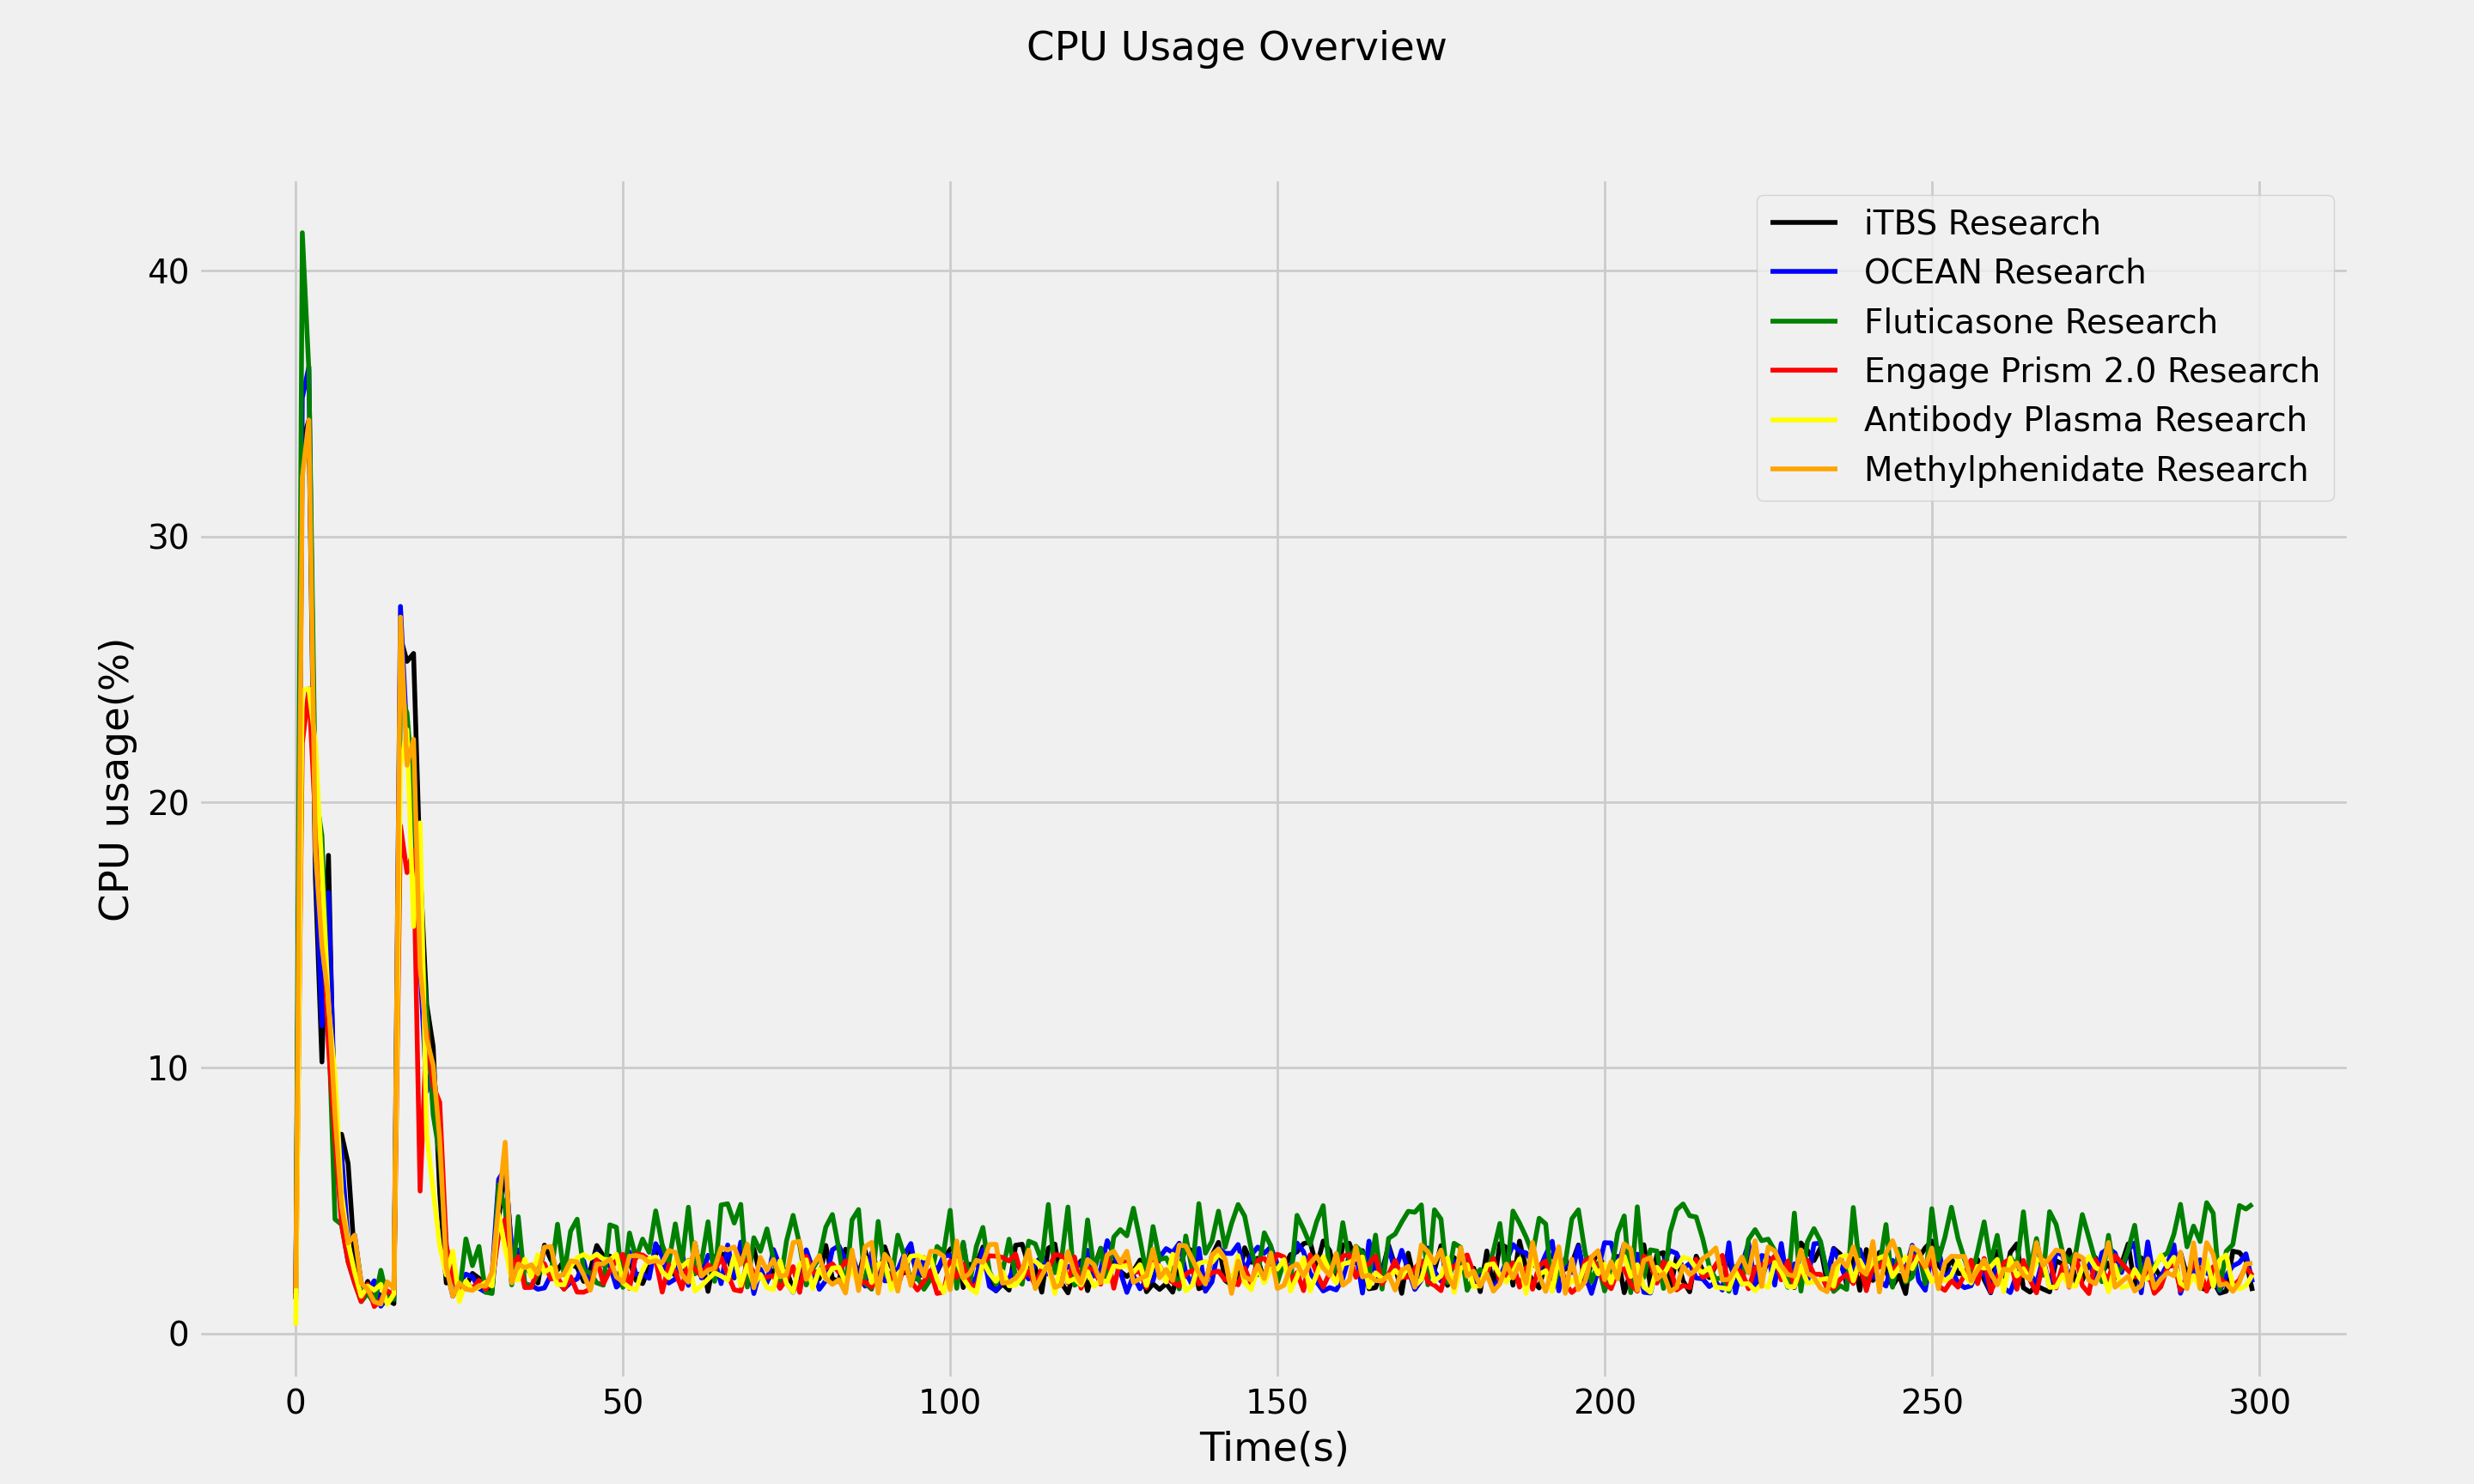 CPU Usage Overview
iTBS Research
OCEAN Research
Fluticasone Research
Engage Prism 2.0 Research
Antibody Plasma Research
Methylphenidate Research
CPU usage(%)
40
30
20
10
0
0 50 100 150 200 250 300
Time(s)